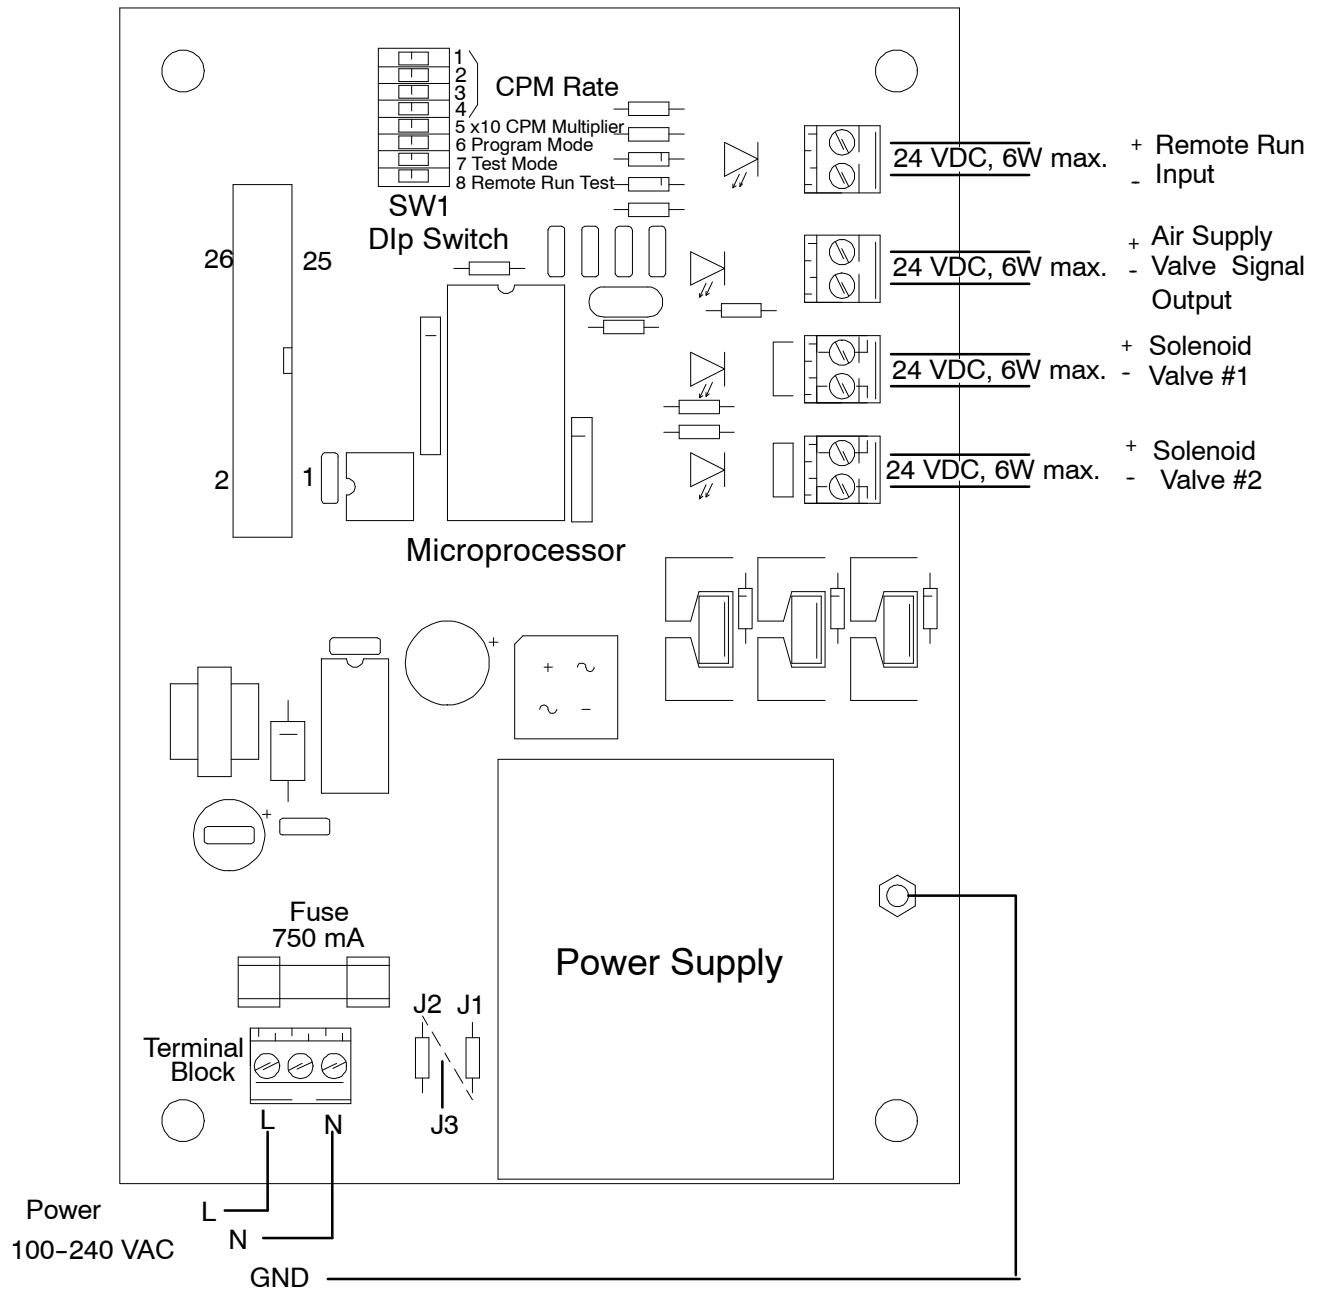 1
2
3
4
CPM Rate
5 x10 CPM Multiplier
6 Program Mode
7 Test Mode
8 Remote Run Test
SW1
DIp Switch
24 VDC, 6W max.
+ Remote Run
- Input
24 VDC, 6W max.
+ Air Supply
- Valve Signal
Output
24 VDC, 6W max.
+ Solenoid
- Valve #1
24 VDC, 6W max.
+ Solenoid
- Valve #2
26
25
2
1
Microprocessor
+
+ ~
~ -
+
Fuse
750 mA
Power Supply
J2 J1
Terminal
Block
L
N
J3
Power
100-240 VAC
L
N
GND